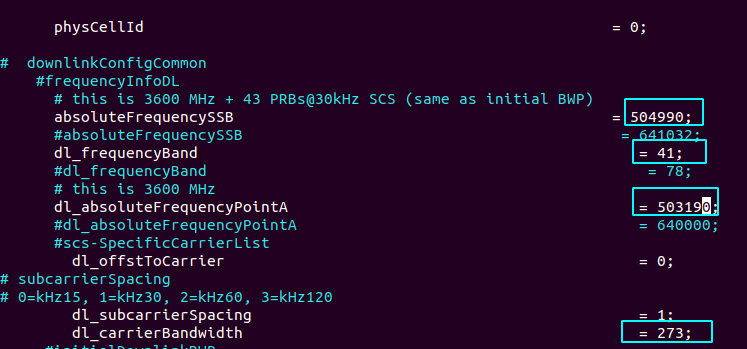 physCellId = 0;
# downlinkConfigCommon
#frequencyInfoDL
# this is 3600 MHz + 43 PRBs@30kHz SCS (same as initial BWP)
absoluteFrequencySSB = 504990;
#absoluteFrequencySSB = 641032;
dl_frequencyBand = 41;
#dl_frequencyBand = 78;
# this is 3600 MHz
dl_absoluteFrequencyPointA = 503190;
#dl_absoluteFrequencyPointA = 640000;
#scs-SpecificCarrierList
dl_offstToCarrier = 0;
# subcarrierSpacing
# 0=kHz15, 1=kHz30, 2=kHz60, 3=kHz120
dl_subcarrierSpacing = 1;
dl_carrierBandwidth = 273;
#initialDownlinkBWP